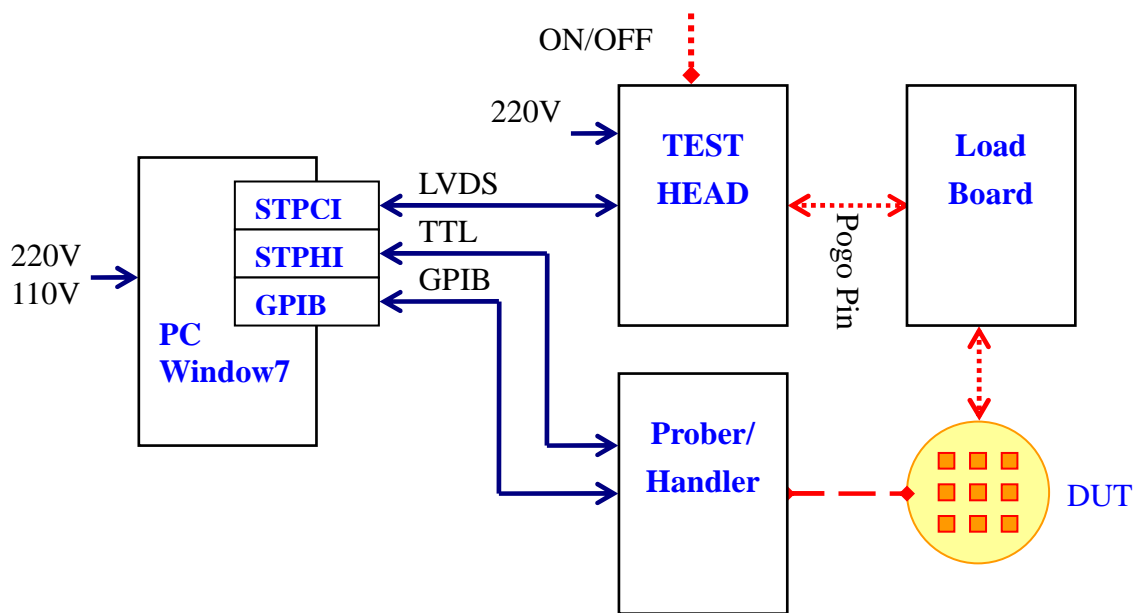 ON/OFF
220V
TEST
HEAD
Load
Board
LVDS
STPCI
TTL
STPHI
220V
110V
GPIB
GPIB
Pogo Pin
PC
Window7
Prober/
Handler
DUT